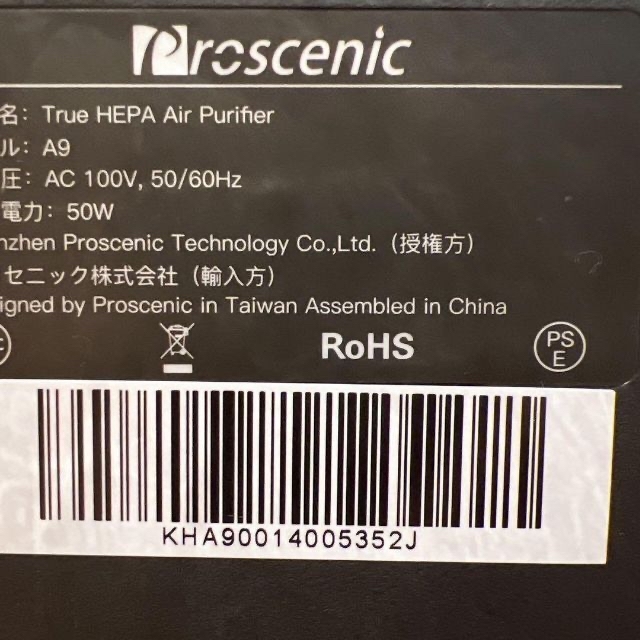 Proscenic
名: True HEPA Air Purifier
ル: A9
圧: AC 100V, 50/60Hz
電力: 50W
nzhen Proscenic Technology Co.,Ltd.（授権方）
セニック株式会社（輸入方）
igned by Proscenic in Taiwan Assembled in China
RoHS
PS
E
KHA90014005352J